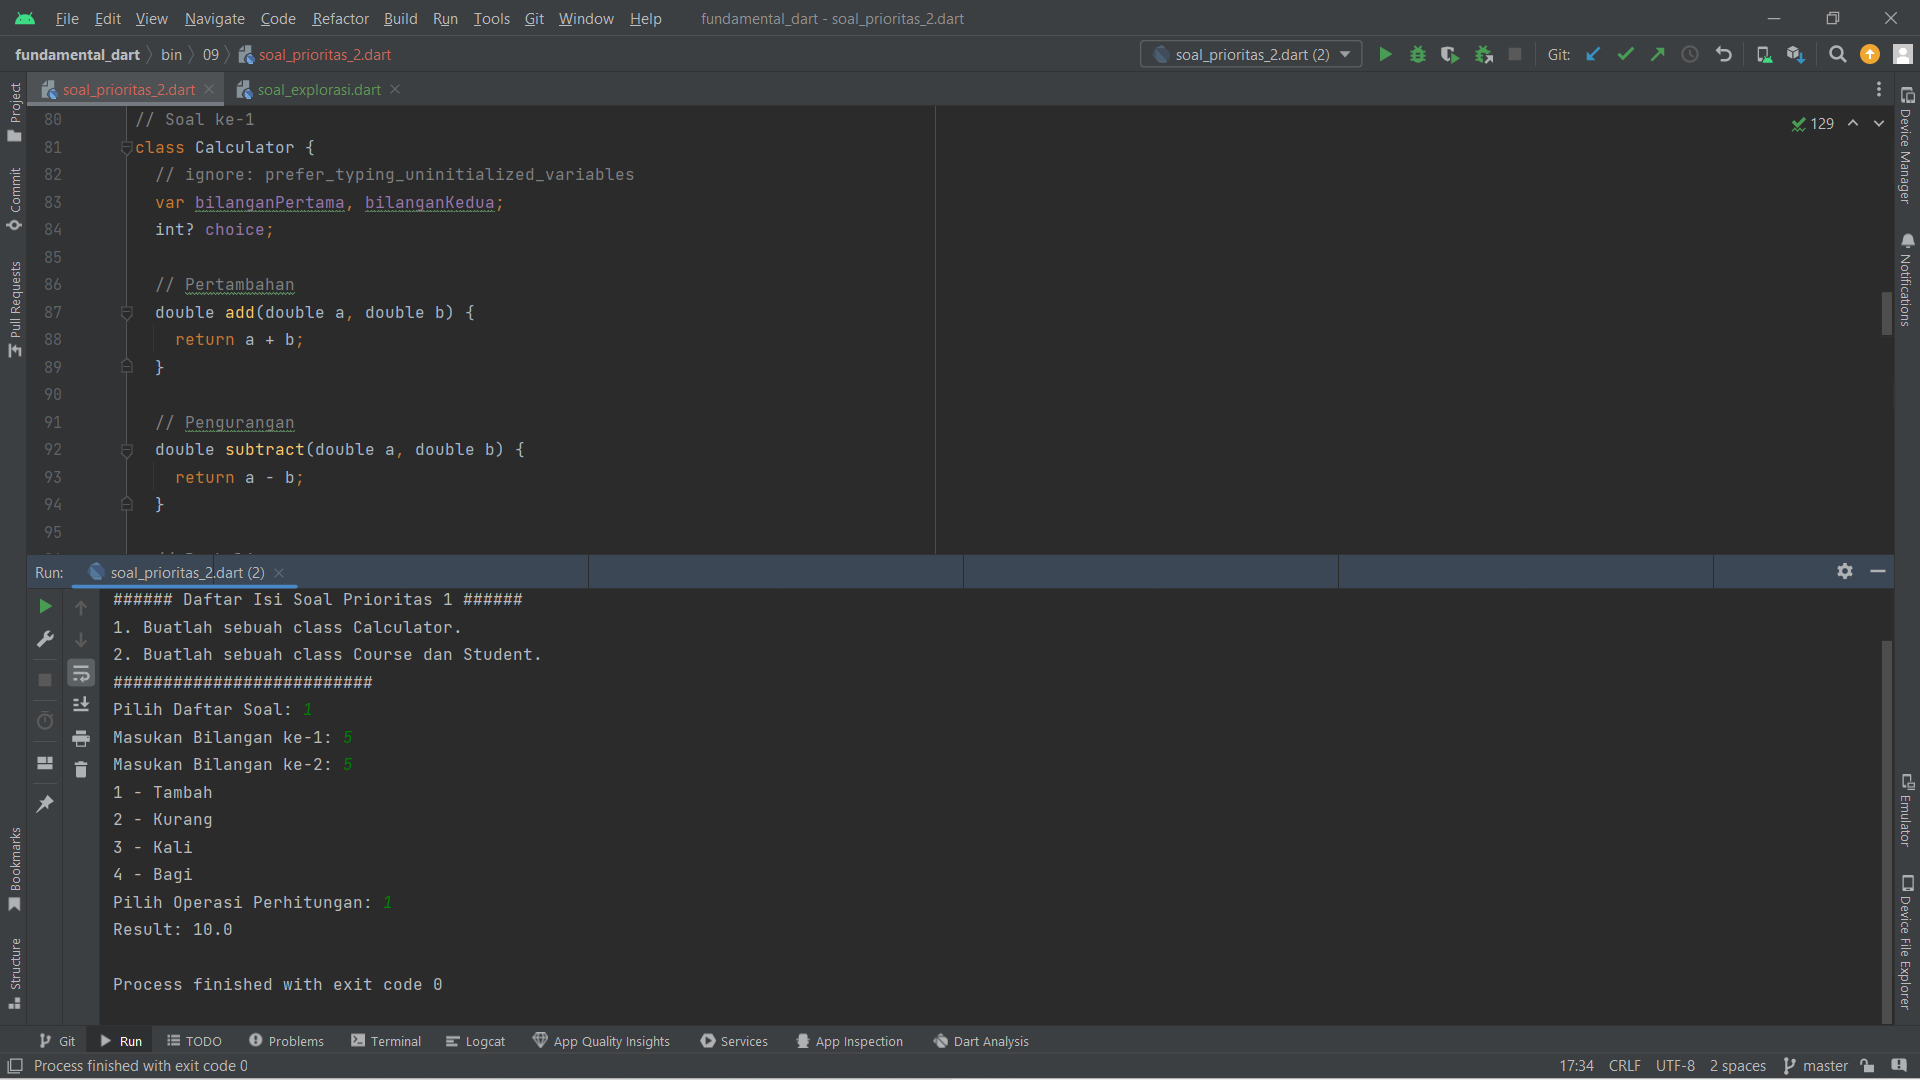 File Edit View Navigate Code Refactor Build Run Tools Git Window Help fundamental_dart - soal_prioritas_2.dart
fundamental_dart bin 09 soal_prioritas_2.dart soal_prioritas_2.dart (2) Git:
soal_prioritas_2.dart soal_explorasi.dart
Project
Commit
Pull Requests
Bookmarks
Structure
129
80 // Soal ke-1
81 class Calculator {
82 // ignore: prefer_typing_uninitialized_variables
83 var bilanganPertama, bilanganKedua;
84 int? choice;
85
86 // Pertambahan
87 double add(double a, double b) {
88 return a + b;
89 }
90
91 // Pengurangan
92 double subtract(double a, double b) {
93 return a - b;
94 }
95
Device Manager
Notifications
Emulator
Device File Explorer
Run: soal_prioritas_2.dart (2)
###### Daftar Isi Soal Prioritas 1 ######
1. Buatlah sebuah class Calculator.
2. Buatlah sebuah class Course dan Student.
##########################
Pilih Daftar Soal: 1
Masukan Bilangan ke-1: 5
Masukan Bilangan ke-2: 5
1 - Tambah
2 - Kurang
3 - Kali
4 - Bagi
Pilih Operasi Perhitungan: 1
Result: 10.0
Process finished with exit code 0
Git Run TODO Problems Terminal Logcat App Quality Insights Services App Inspection Dart Analysis
Process finished with exit code 0 17:34 CRLF UTF-8 2 spaces master